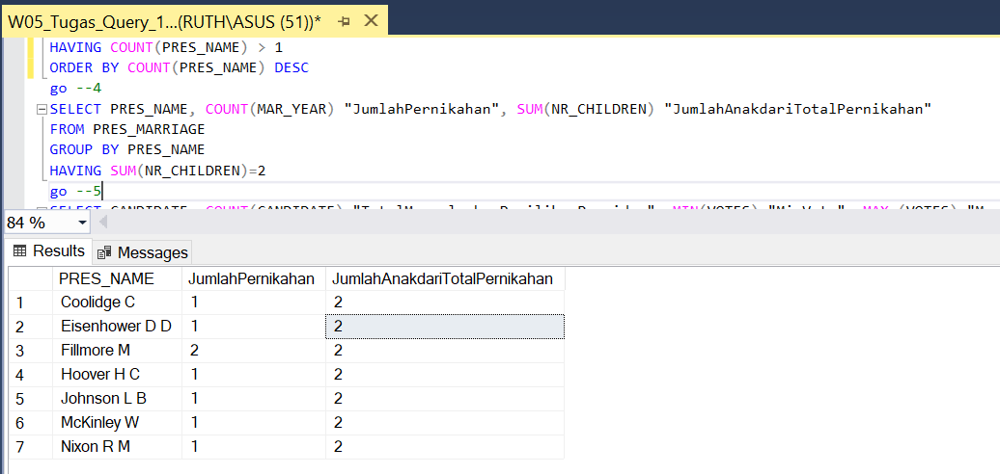 W05_Tugas_Query_1...(RUTH\ASUS (51))*
HAVING COUNT(PRES_NAME) > 1
ORDER BY COUNT(PRES_NAME) DESC
go --4
SELECT PRES_NAME, COUNT(MAR_YEAR) "JumlahPernikahan", SUM(NR_CHILDREN) "JumlahAnakdariTotalPernikahan"
FROM PRES_MARRIAGE
GROUP BY PRES_NAME
HAVING SUM(NR_CHILDREN)=2
go --5
84 %
Results Messages
PRES_NAME JumlahPernikahan JumlahAnakdariTotalPernikahan
1 Coolidge C 1 2
2 Eisenhower D D 1 2
3 Fillmore M 2 2
4 Hoover H C 1 2
5 Johnson L B 1 2
6 McKinley W 1 2
7 Nixon R M 1 2